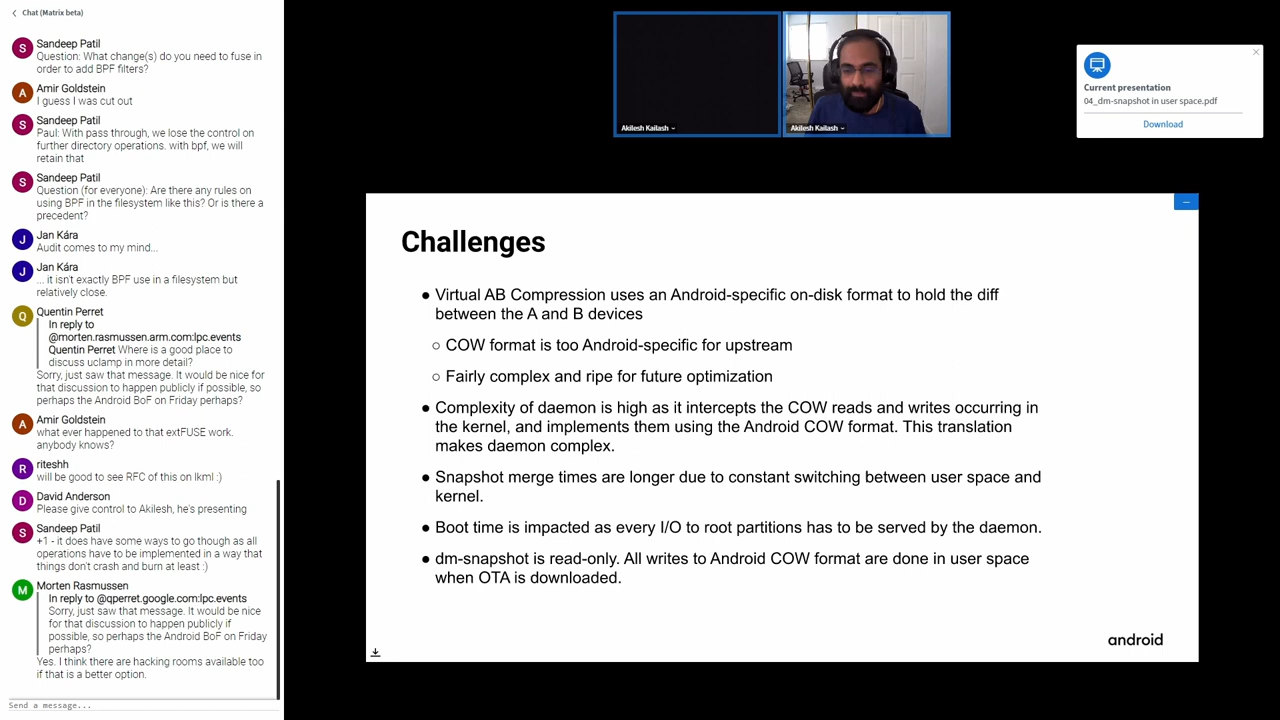 Chat (Matrix beta)
S
Sandeep Patil
Question: What change(s) do you need to fuse in
order to add BPF filters?
A
Amir Goldstein
I guess I was cut out
S
Sandeep Patil
Paul: With pass through, we lose the control on
further directory operations. with bpf, we will
retain that
S
Sandeep Patil
Question (for everyone): Are there any rules on
using BPF in the filesystem like this? Or is there a
precedent?
J
Jan Kára
Audit comes to my mind...
J
Jan Kára
... it isn't exactly BPF use in a filesystem but
relatively close.
Q
Quentin Perret
In reply to
@morten.rasmussen.arm.com:lpc.events
Quentin Perret Where is a good place to
discuss uclamp in more detail?
Sorry, just saw that message. It would be nice for
that discussion to happen publicly if possible, so
perhaps the Android BoF on Friday perhaps?
A
Amir Goldstein
what ever happened to that extFUSE work.
anybody knows?
R
riteshh
will be good to see RFC of this on lkml :)
D
David Anderson
Please give control to Akilesh, he's presenting
S
Sandeep Patil
+1 - it does have some ways to go though as all
operations have to be implemented in a way that
things don't crash and burn at least :)
M
Morten Rasmussen
In reply to @qperret.google.com:lpc.events
Sorry, just saw that message. It would be nice
for that discussion to happen publicly if
possible, so perhaps the Android BoF on Friday
perhaps?
Yes. I think there are hacking rooms available too
if that is a better option.
Send a message...
Akilesh Kailash
Akilesh Kailash
Current presentation
04_dm-snapshot in user space.pdf
Download
Challenges
● Virtual AB Compression uses an Android-specific on-disk format to hold the diff
between the A and B devices
○ COW format is too Android-specific for upstream
○ Fairly complex and ripe for future optimization
● Complexity of daemon is high as it intercepts the COW reads and writes occurring in
the kernel, and implements them using the Android COW format. This translation
makes daemon complex.
● Snapshot merge times are longer due to constant switching between user space and
kernel.
● Boot time is impacted as every I/O to root partitions has to be served by the daemon.
● dm-snapshot is read-only. All writes to Android COW format are done in user space
when OTA is downloaded.
android